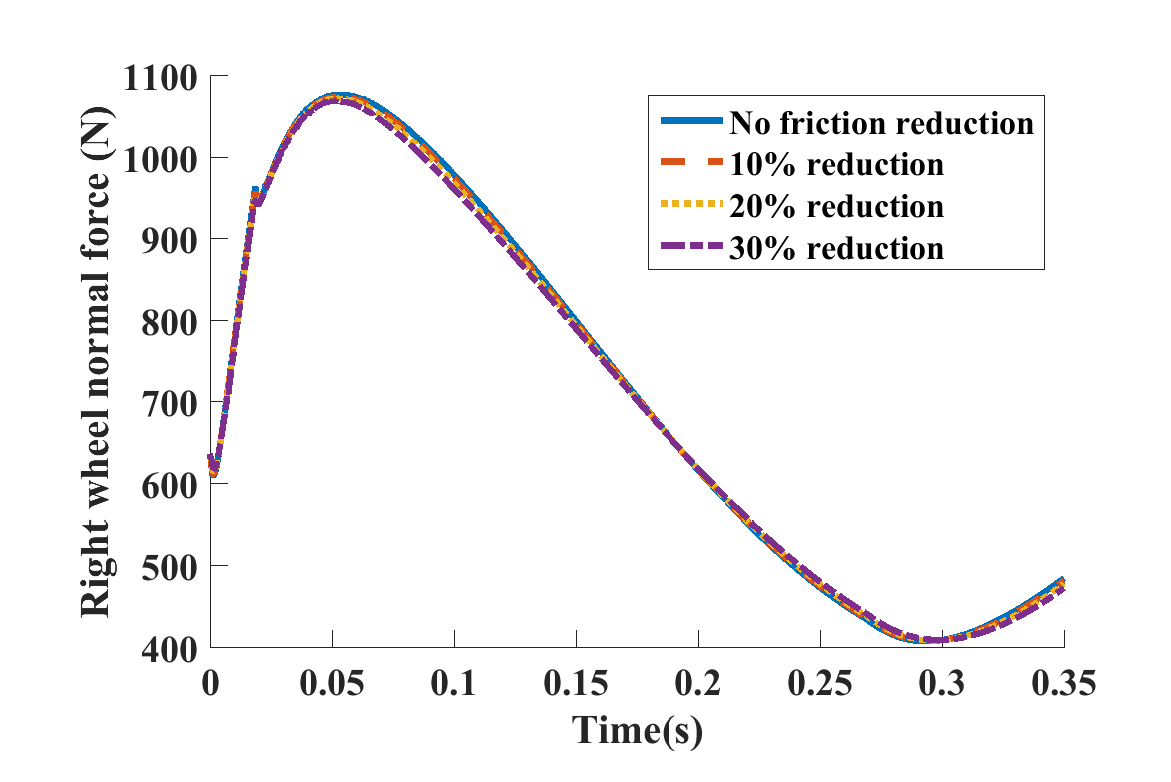 Right wheel normal force (N)
1100
1000
900
800
700
600
500
400
0
0.05
0.1
0.15
0.2
0.25
0.3
0.35
Time(s)
No friction reduction
10% reduction
20% reduction
30% reduction